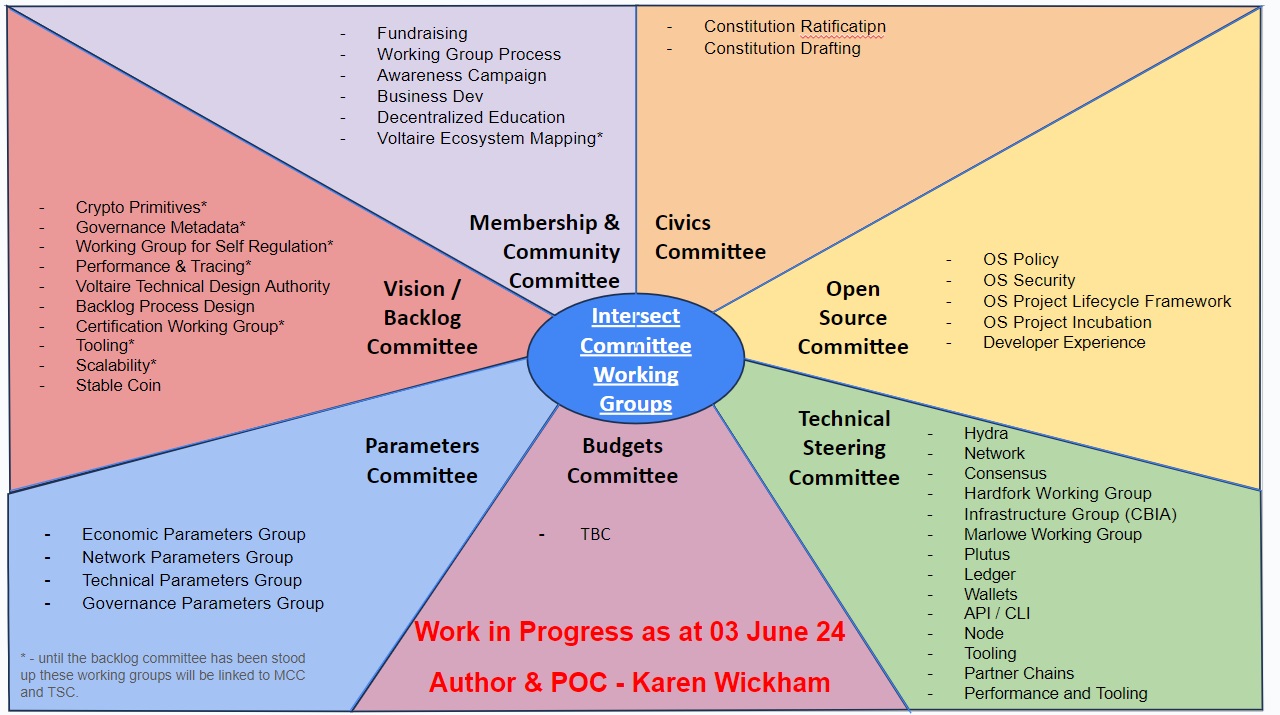 - Fundraising
- Working Group Process
- Awareness Campaign
- Business Dev
- Decentralized Education
- Voltaire Ecosystem Mapping*
Membership &
Community
Committee
- Constitution Ratificatipn
- Constitution Drafting
Civics
Committee
- Crypto Primitives*
- Governance Metadata*
- Working Group for Self Regulation*
- Performance & Tracing*
- Voltaire Technical Design Authority
- Backlog Process Design
- Certification Working Group*
- Tooling*
- Scalability*
- Stable Coin
Vision /
Backlog
Committee
Intersect
Committee
Working
Groups
Open
Source
Committee
- OS Policy
- OS Security
- OS Project Lifecycle Framework
- OS Project Incubation
- Developer Experience
Parameters
Committee
- Economic Parameters Group
- Network Parameters Group
- Technical Parameters Group
- Governance Parameters Group
* - until the backlog committee has been stood
up these working groups will be linked to MCC
and TSC.
Budgets
Committee
- TBC
Work in Progress as at 03 June 24
Author & POC - Karen Wickham
Technical
Steering
Committee
- Hydra
- Network
- Consensus
- Hardfork Working Group
- Infrastructure Group (CBIA)
- Marlowe Working Group
- Plutus
- Ledger
- Wallets
- API / CLI
- Node
- Tooling
- Partner Chains
- Performance and Tooling